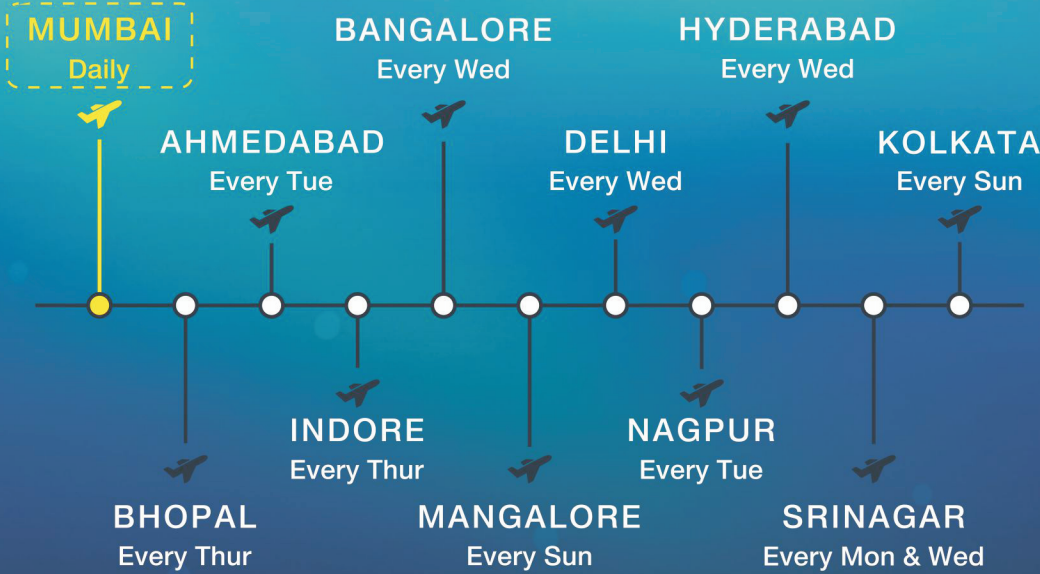 MUMBAI
Daily
BANGALORE
Every Wed
HYDERABAD
Every Wed
AHMEDABAD
Every Tue
DELHI
Every Wed
KOLKATA
Every Sun
INDORE
Every Thur
NAGPUR
Every Tue
BHOPAL
Every Thur
MANGALORE
Every Sun
SRINAGAR
Every Mon & Wed